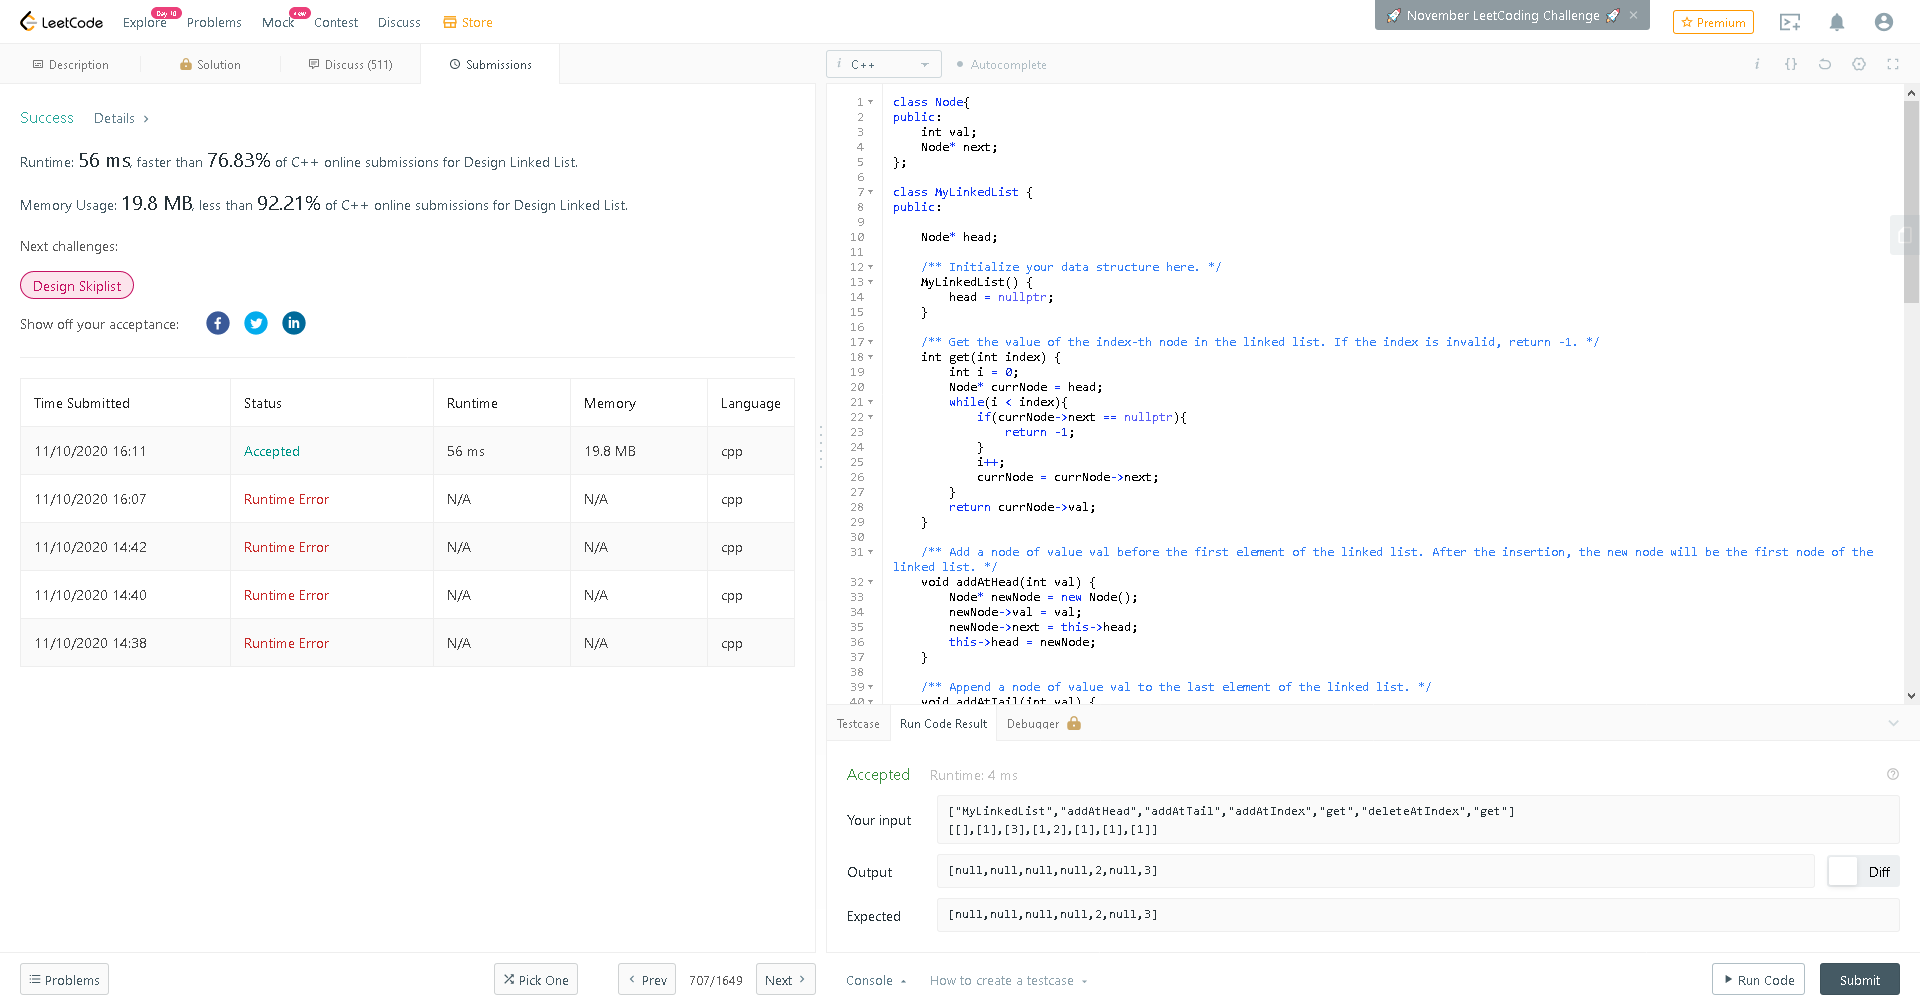 LeetCode
Explore
Day 10
Problems
Mock
new
Contest
Discuss
Store
🚀 November LeetCoding Challenge 🚀 ×
Premium
Description
Solution
Discuss (511)
Submissions
i C++
Autocomplete
Success
Details >
Runtime: 56 ms, faster than 76.83% of C++ online submissions for Design Linked List.
Memory Usage: 19.8 MB, less than 92.21% of C++ online submissions for Design Linked List.
Next challenges:
Design Skiplist
Show off your acceptance:
Time Submitted Status Runtime Memory Language
11/10/2020 16:11 Accepted 56 ms 19.8 MB cpp
11/10/2020 16:07 Runtime Error N/A N/A cpp
11/10/2020 14:42 Runtime Error N/A N/A cpp
11/10/2020 14:40 Runtime Error N/A N/A cpp
11/10/2020 14:38 Runtime Error N/A N/A cpp
1 class Node{
2 public:
3     int val;
4     Node* next;
5 };
6
7 class MyLinkedList {
8 public:
9
10     Node* head;
11
12     /** Initialize your data structure here. */
13     MyLinkedList() {
14         head = nullptr;
15     }
16
17     /** Get the value of the index-th node in the linked list. If the index is invalid, return -1. */
18     int get(int index) {
19         int i = 0;
20         Node* currNode = head;
21         while(i < index){
22             if(currNode->next == nullptr){
23                 return -1;
24             }
25             i++;
26             currNode = currNode->next;
27         }
28         return currNode->val;
29     }
30
31     /** Add a node of value val before the first element of the linked list. After the insertion, the new node will be the first node of the
linked list. */
32     void addAtHead(int val) {
33         Node* newNode = new Node();
34         newNode->val = val;
35         newNode->next = this->head;
36         this->head = newNode;
37     }
38
39     /** Append a node of value val to the last element of the linked list. */
40     void addAtTail(int val) {
Testcase
Run Code Result
Debugger
Accepted
Runtime: 4 ms
Your input
["MyLinkedList","addAtHead","addAtTail","addAtIndex","get","deleteAtIndex","get"]
[[],[1],[3],[1,2],[1],[1],[1]]
Output
[null,null,null,null,2,null,3]
Diff
Expected
[null,null,null,null,2,null,3]
Problems
Pick One
< Prev
707/1649
Next >
Console
How to create a testcase
Run Code
Submit